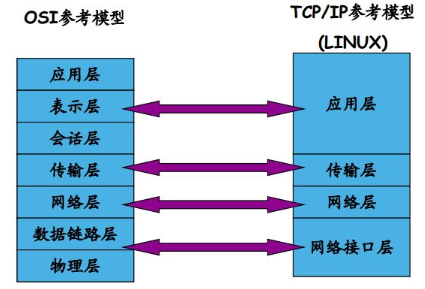 OSI参考模型
应用层
表示层
会话层
传输层
网络层
数据链路层
物理层
TCP/IP参考模型
(LINUX)
应用层
传输层
网络层
网络接口层